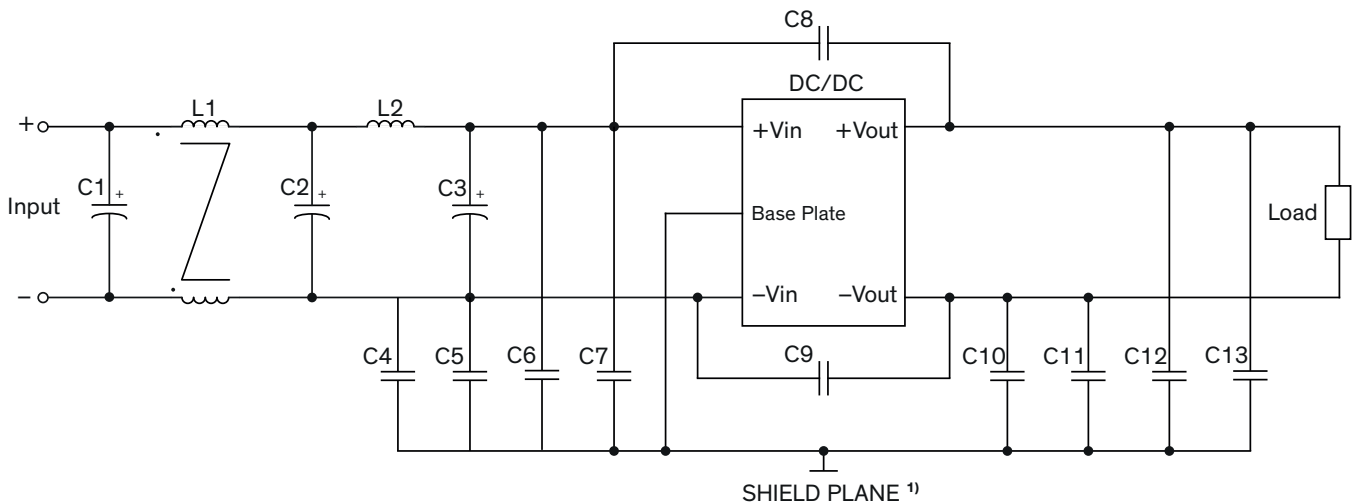 C8
DC/DC
L1
L2
+
+Vin
+Vout
C1 +
C2 +
C3 +
Input
Base Plate
Load
−
−Vin
−Vout
C4
C5
C6
C7
C9
C10
C11
C12
C13
SHIELD PLANE 1)